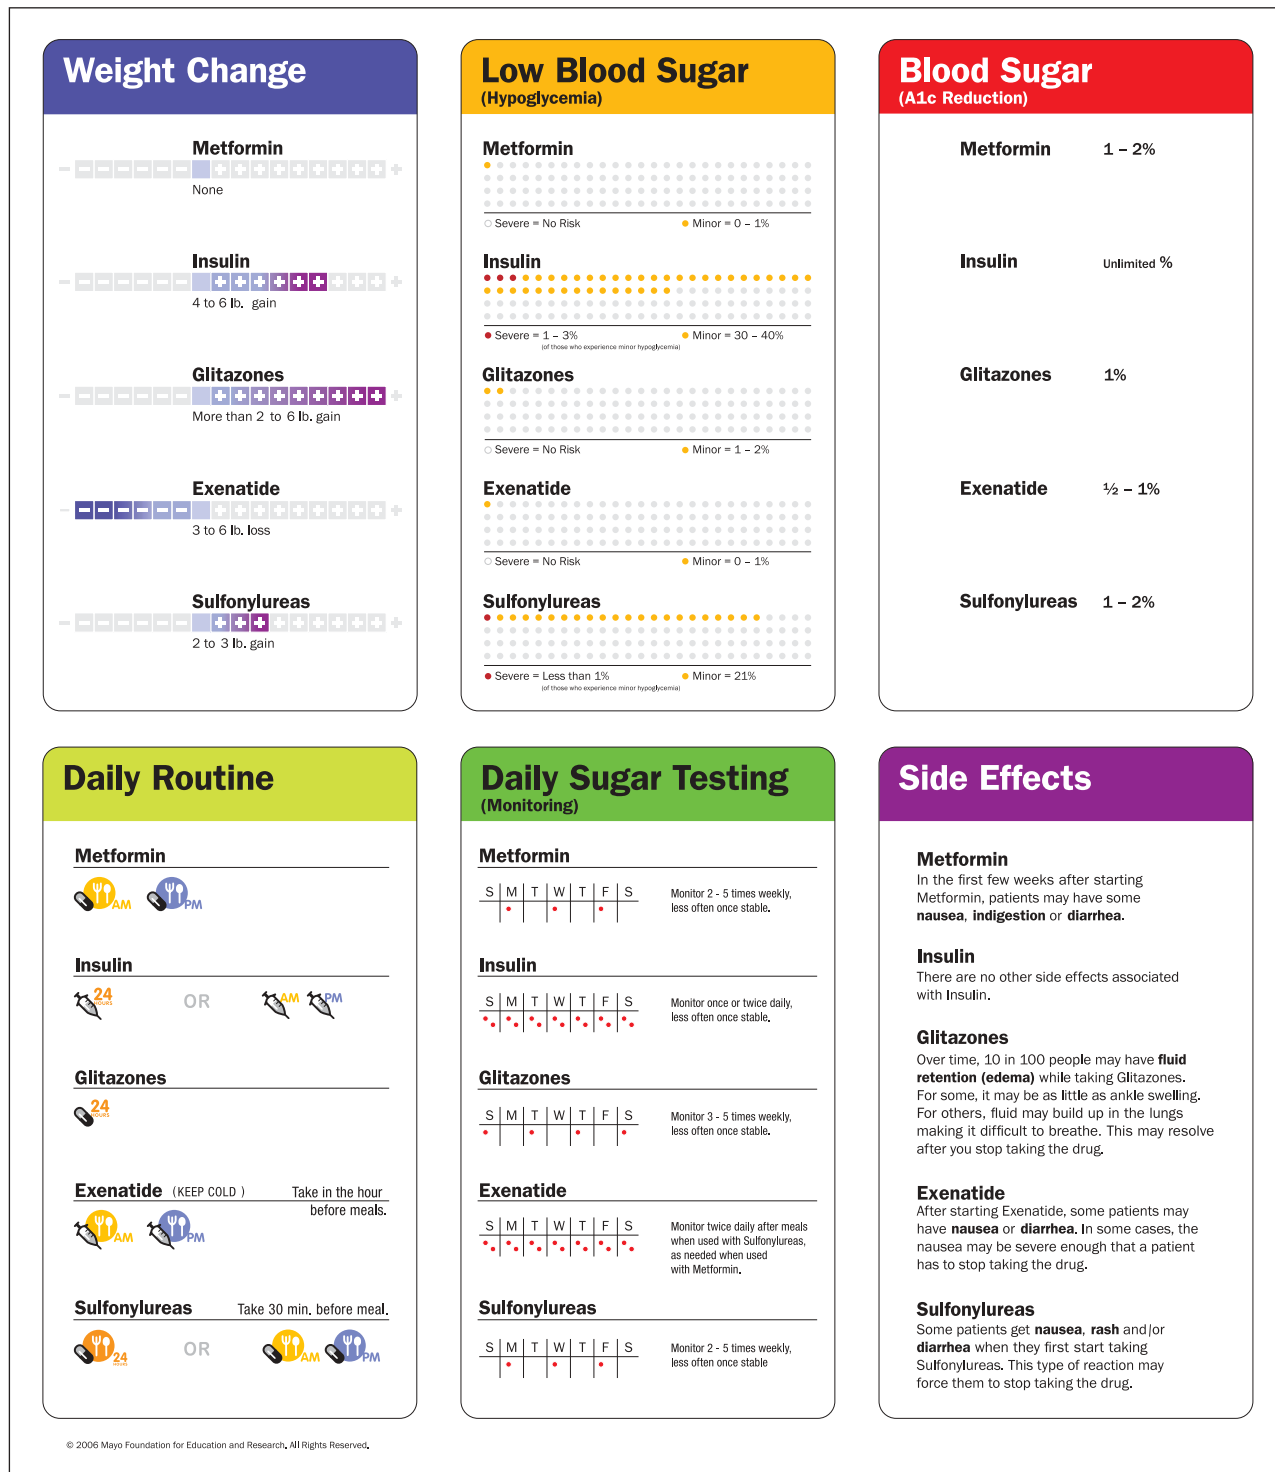 Weight Change
Metformin
None
Insulin
4 to 6 lb. gain
Glitazones
More than 2 to 6 lb. gain
Exenatide
3 to 6 lb. loss
Sulfonylureas
2 to 3 lb. gain
Low Blood Sugar
(Hypoglycemia)
Metformin
Severe = No Risk Minor = 0 – 1%
Insulin
Severe = 1 – 3% Minor = 30 – 40%
(of those who experience minor hypoglycemia)
Glitazones
Severe = No Risk Minor = 1 – 2%
Exenatide
Severe = No Risk Minor = 0 – 1%
Sulfonylureas
Severe = Less than 1% Minor = 21%
(of those who experience minor hypoglycemia)
Blood Sugar
(A1c Reduction)
Metformin 1 – 2%
Insulin Unlimited %
Glitazones 1%
Exenatide ½ – 1%
Sulfonylureas 1 – 2%
Daily Routine
Metformin
AM PM
Insulin
24 HOURS OR AM PM
Glitazones
24 HOURS
Exenatide (KEEP COLD ) Take in the hour
before meals.
AM PM
Sulfonylureas Take 30 min. before meal.
24 HOURS OR AM PM
Daily Sugar Testing
(Monitoring)
Metformin
S M T W T F S
Monitor 2 - 5 times weekly,
less often once stable.
Insulin
S M T W T F S
Monitor once or twice daily,
less often once stable.
Glitazones
S M T W T F S
Monitor 3 - 5 times weekly,
less often once stable.
Exenatide
S M T W T F S
Monitor twice daily after meals
when used with Sulfonylureas,
as needed when used
with Metformin.
Sulfonylureas
S M T W T F S
Monitor 2 - 5 times weekly,
less often once stable
Side Effects
Metformin
In the first few weeks after starting
Metformin, patients may have some
nausea, indigestion or diarrhea.
Insulin
There are no other side effects associated
with Insulin.
Glitazones
Over time, 10 in 100 people may have fluid
retention (edema) while taking Glitazones.
For some, it may be as little as ankle swelling.
For others, fluid may build up in the lungs
making it difficult to breathe. This may resolve
after you stop taking the drug.
Exenatide
After starting Exenatide, some patients may
have nausea or diarrhea. In some cases, the
nausea may be severe enough that a patient
has to stop taking the drug.
Sulfonylureas
Some patients get nausea, rash and/or
diarrhea when they first start taking
Sulfonylureas. This type of reaction may
force them to stop taking the drug.
© 2006 Mayo Foundation for Education and Research. All Rights Reserved.